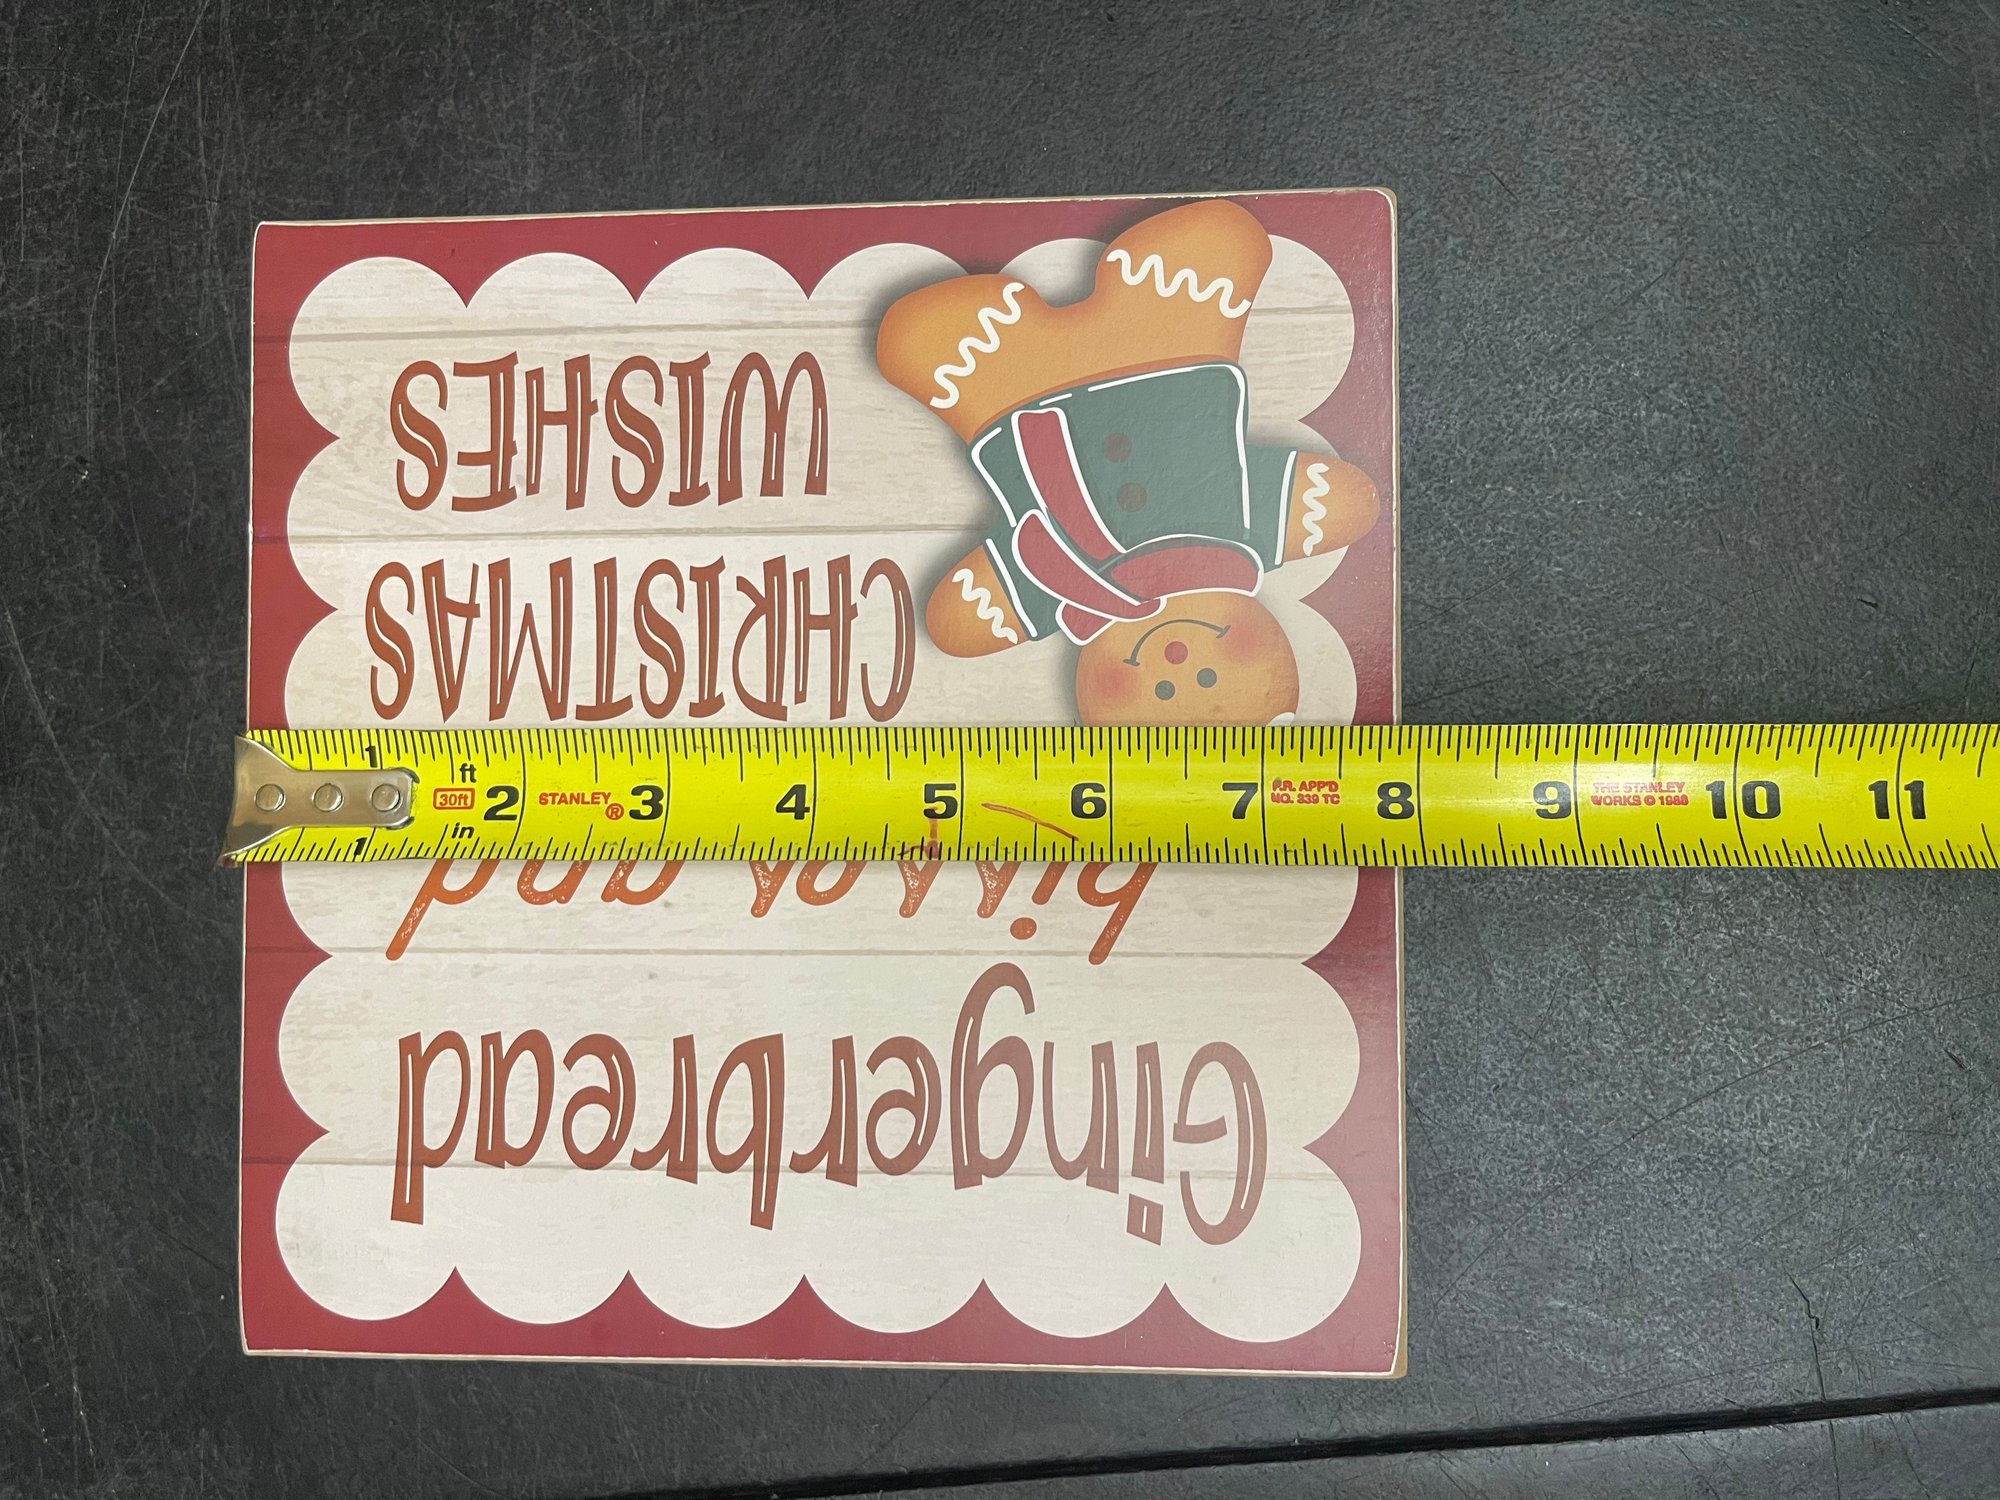 Gingerbread
kisses and
CHRISTMAS
WISHES
1 ft 2 3 4 5 6 7 8 9 10 11
30ft STANLEY® P.R. APP'D THE STANLEY
in NO. 339 TC WORKS © 1988
1